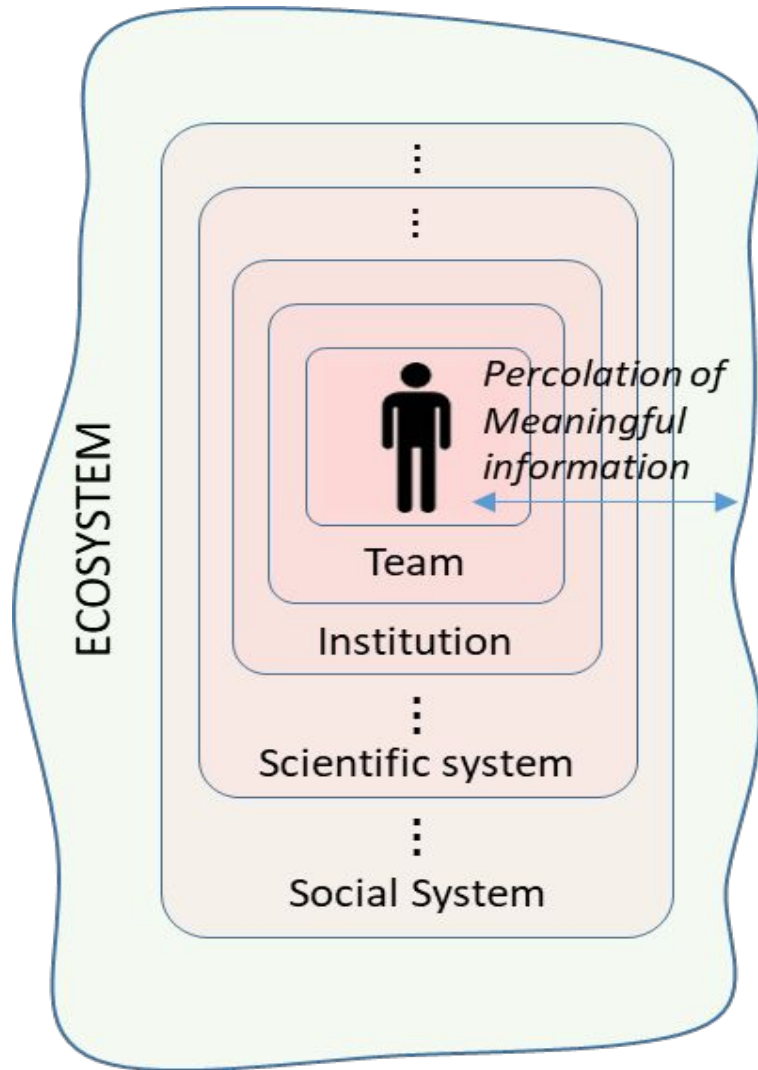 ⋮
⋮
Percolation of
Meaningful
information
ECOSYSTEM
Team
Institution
⋮
Scientific system
⋮
Social System